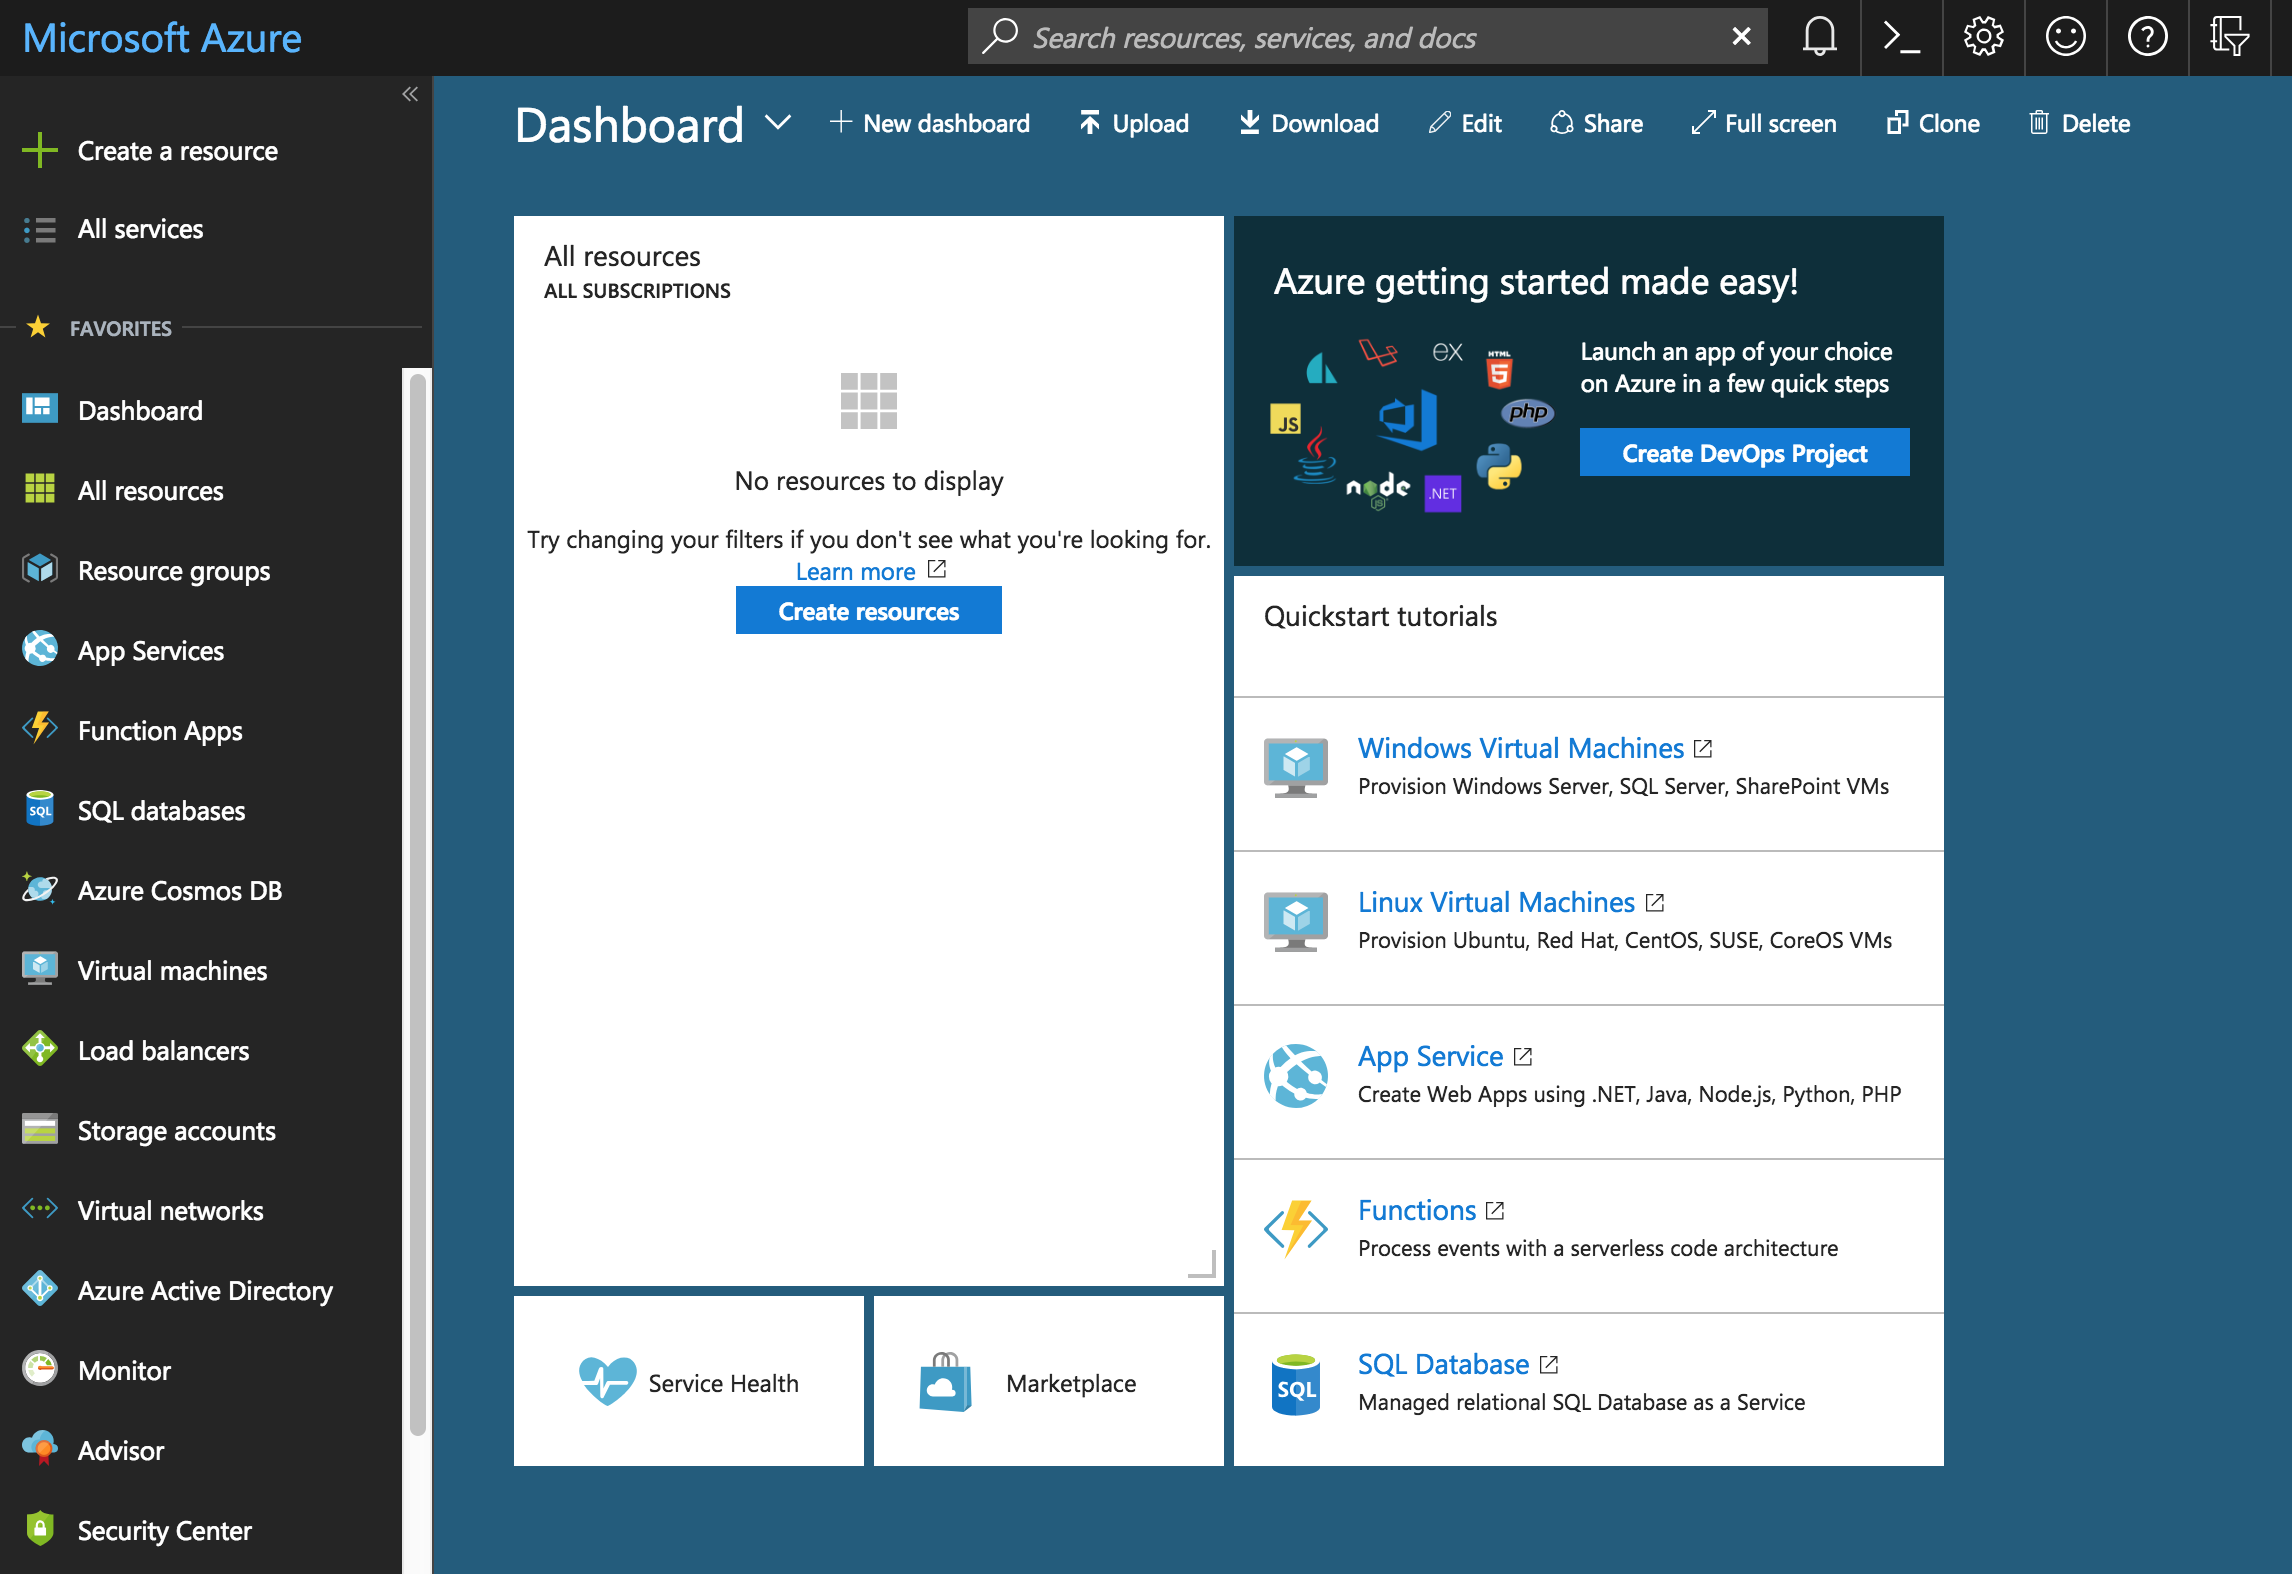 Microsoft Azure
Search resources, services, and docs
Create a resource
All services
FAVORITES
Dashboard
All resources
Resource groups
App Services
Function Apps
SQL
SQL databases
Azure Cosmos DB
Virtual machines
Load balancers
Storage accounts
Virtual networks
Azure Active Directory
Monitor
Advisor
Security Center
Dashboard
New dashboard
Upload
Download
Edit
Share
Full screen
Clone
Delete
All resources
ALL SUBSCRIPTIONS
No resources to display
Try changing your filters if you don't see what you're looking for.
Learn more
Create resources
Service Health
Marketplace
Azure getting started made easy!
ex
HTML
5
JS
php
node
JS
.NET
Launch an app of your choice
on Azure in a few quick steps
Create DevOps Project
Quickstart tutorials
Windows Virtual Machines
Provision Windows Server, SQL Server, SharePoint VMs
Linux Virtual Machines
Provision Ubuntu, Red Hat, CentOS, SUSE, CoreOS VMs
App Service
Create Web Apps using .NET, Java, Node.js, Python, PHP
Functions
Process events with a serverless code architecture
SQL
SQL Database
Managed relational SQL Database as a Service